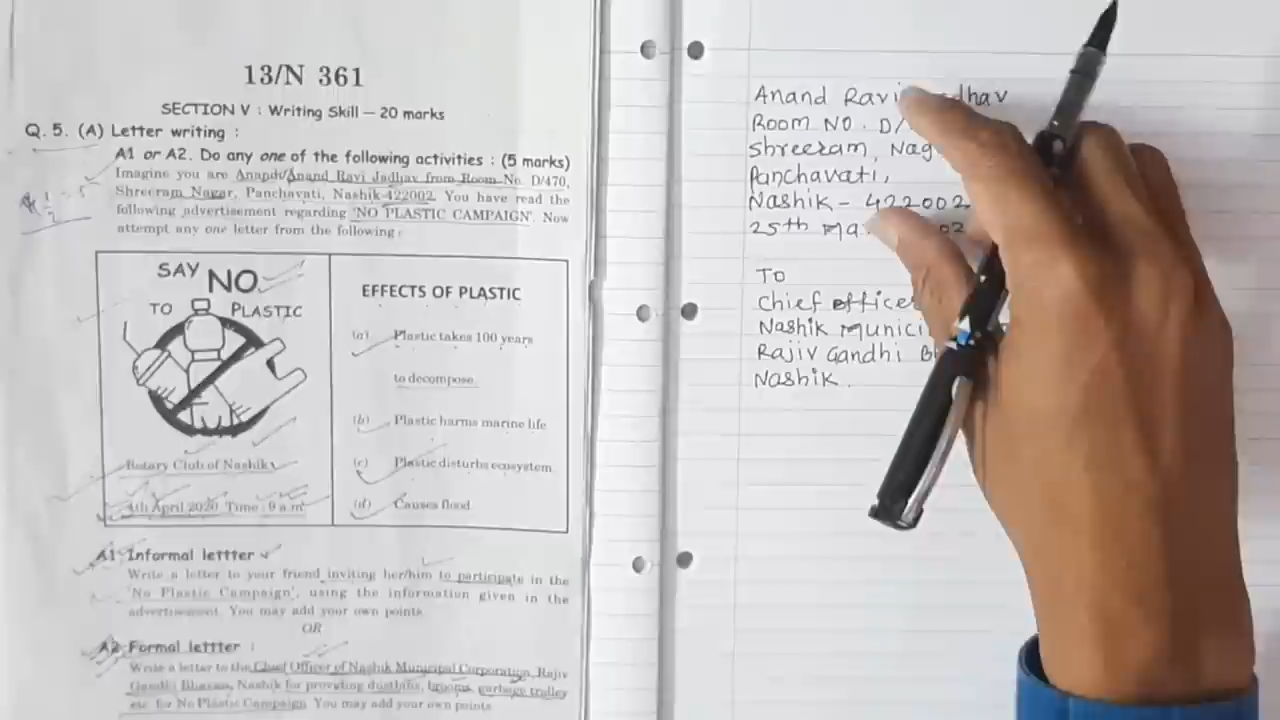 13/N 361
SECTION V : Writing Skill – 20 marks
Q. 5. (A) Letter writing :
A1 or A2. Do any one of the following activities : (5 marks)
Imagine you are Anandi/Anand Ravi Jadhav from Room No. D/470,
Shreeram Nagar, Panchavati, Nashik-422002. You have read the
following advertisement regarding 'NO PLASTIC CAMPAIGN'. Now
attempt any one letter from the following :
SAY NO
TO PLASTIC
Rotary Club of Nashik
4th April 2020 Time : 9 a.m
EFFECTS OF PLASTIC
(a) Plastic takes 100 years
to decompose.
(b) Plastic harms marine life
(c) Plastic disturbs ecosystem
(d) Causes flood.
A1 Informal lettter
Write a letter to your friend inviting her/him to participate in the
'No Plastic Campaign', using the information given in the
advertisement. You may add your own points.
OR
A2 Formal lettter :
Write a letter to the Chief Officer of Nashik Municipal Corporation, Rajiv
Gandhi Bhavan, Nashik for providing dustbins, brooms, garbage trolley
etc. for No Plastic Campaign. You may add your own points
Anand Ravi
Room No. D/
Shreeram, Nag
Panchavati,
Nashik – 422002
25th
To
Chief officer
Nashik Munici
Rajiv Gandhi
Nashik.